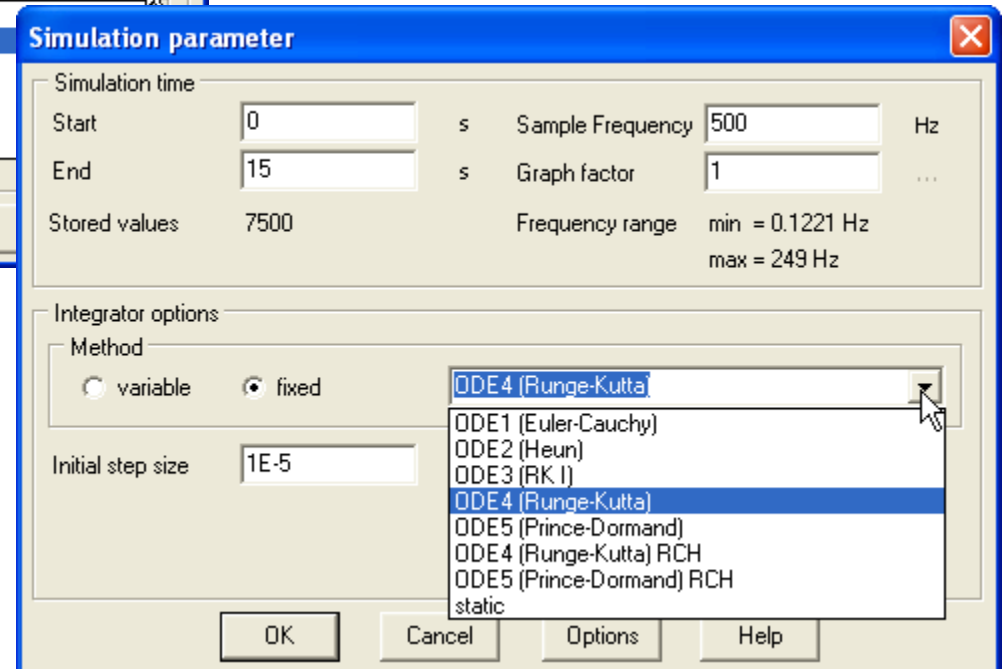 Simulation parameter
Simulation time
Start 0 s Sample Frequency 500 Hz
End 15 s Graph factor 1 ...
Stored values 7500 Frequency range min = 0.1221 Hz
max = 249 Hz
Integrator options
Method
variable fixed ODE4 (Runge-Kutta)
ODE1 (Euler-Cauchy)
ODE2 (Heun)
Initial step size 1E-5 ODE3 (RK I)
ODE4 (Runge-Kutta)
ODE5 (Prince-Dormand)
ODE4 (Runge-Kutta) RCH
ODE5 (Prince-Dormand) RCH
static
OK Cancel Options Help